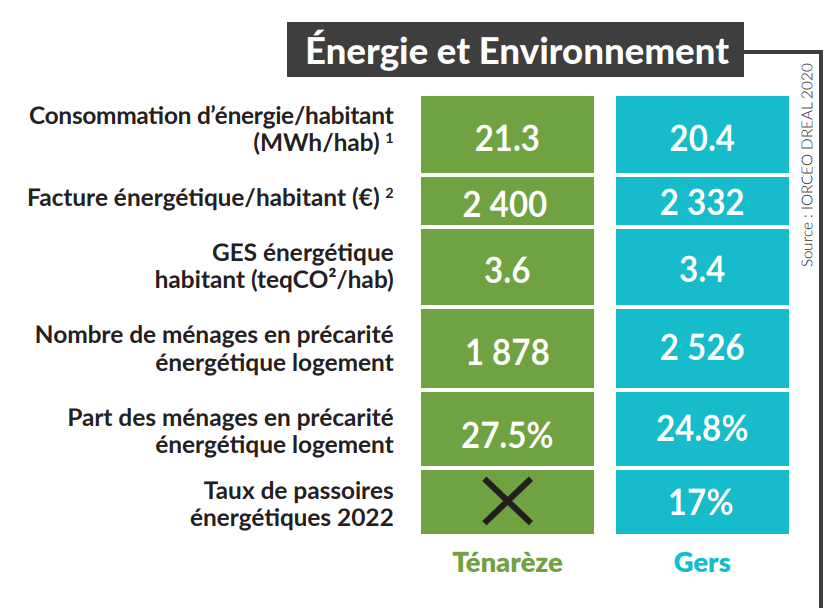 Énergie et Environnement
Consommation d’énergie/habitant
(MWh/hab) ¹
21.3
20.4
Facture énergétique/habitant (€) ²
2 400
2 332
GES énergétique
habitant (teqCO²/hab)
3.6
3.4
Nombre de ménages en précarité
énergétique logement
1 878
2 526
Part des ménages en précarité
énergétique logement
27.5%
24.8%
Taux de passoires
énergétiques 2022
17%
Ténarèze
Gers
Source : IORCEO DREAL 2020